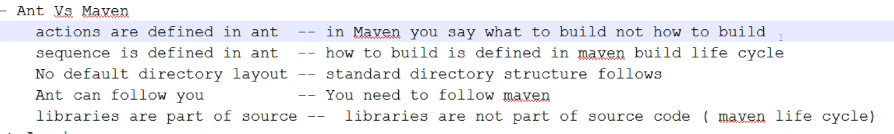 - Ant Vs Maven
actions are defined in ant -- in Maven you say what to build not how to build
sequence is defined in ant -- how to build is defined in maven build life cycle
No default directory layout -- standard directory structure follows
Ant can follow you -- You need to follow maven
libraries are part of source -- libraries are not part of source code ( maven life cycle)